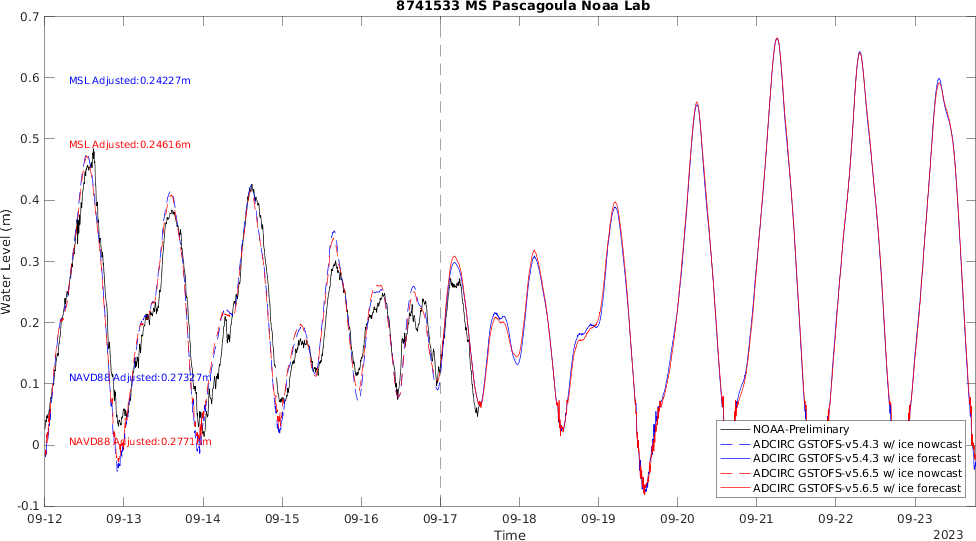 8741533 MS Pascagoula Noaa Lab
0.7
0.6
0.5
0.4
0.3
0.2
0.1
0
-0.1
Water Level (m)
MSL Adjusted:0.24227m
MSL Adjusted:0.24616m
NAVD88 Adjusted:0.27327m
NAVD88 Adjusted:0.2771 m
NOAA-Preliminary
ADCIRC GSTOFS-v5.4.3 w/ ice nowcast
ADCIRC GSTOFS-v5.4.3 w/ ice forecast
ADCIRC GSTOFS-v5.6.5 w/ ice nowcast
ADCIRC GSTOFS-v5.6.5 w/ ice forecast
09-12 09-13 09-14 09-15 09-16 09-17 09-18 09-19 09-20 09-21 09-22 09-23
Time
2023